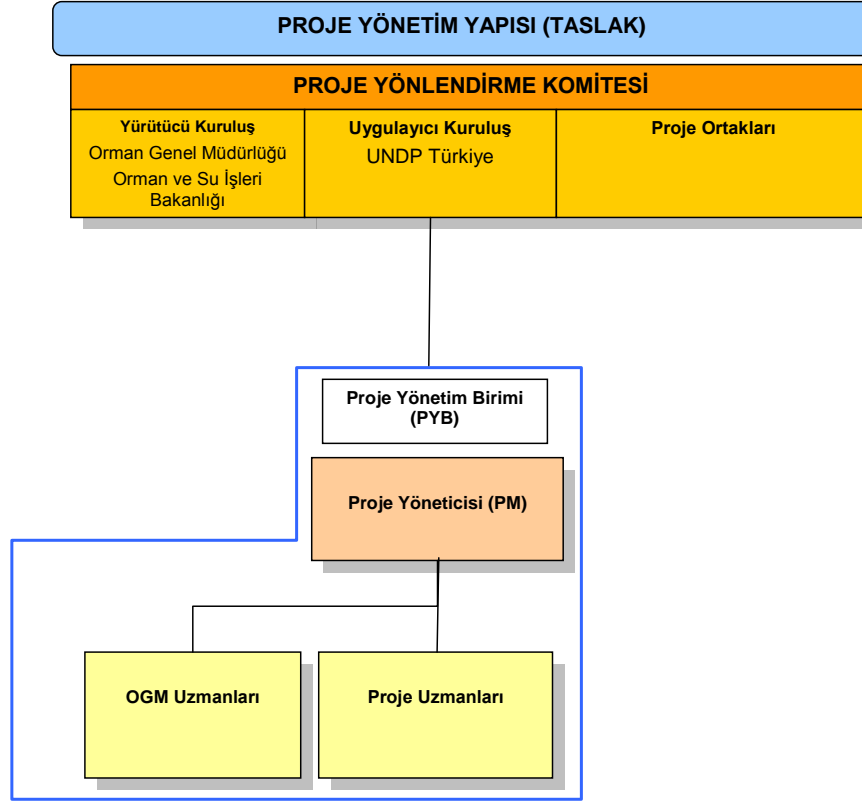 PROJE YÖNETİM YAPISI (TASLAK)
PROJE YÖNLENDİRME KOMİTESİ
Yürütücü Kuruluş
Orman Genel Müdürlüğü
Orman ve Su İşleri
Bakanlığı
Uygulayıcı Kuruluş
UNDP Türkiye
Proje Ortakları
Proje Yönetim Birimi
(PYB)
Proje Yöneticisi (PM)
OGM Uzmanları
Proje Uzmanları